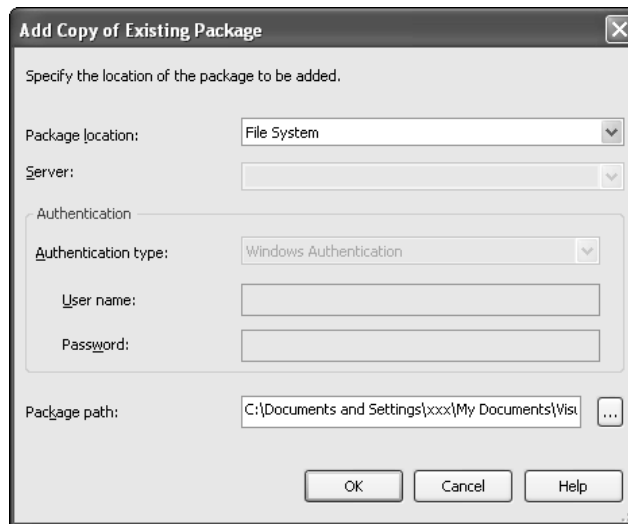 Add Copy of Existing Package
Specify the location of the package to be added.
Package location:
File System
Server:
Authentication
Authentication type:
Windows Authentication
User name:
Password:
Package path:
C:\Documents and Settings\xxx\My Documents\Visu
...
OK
Cancel
Help